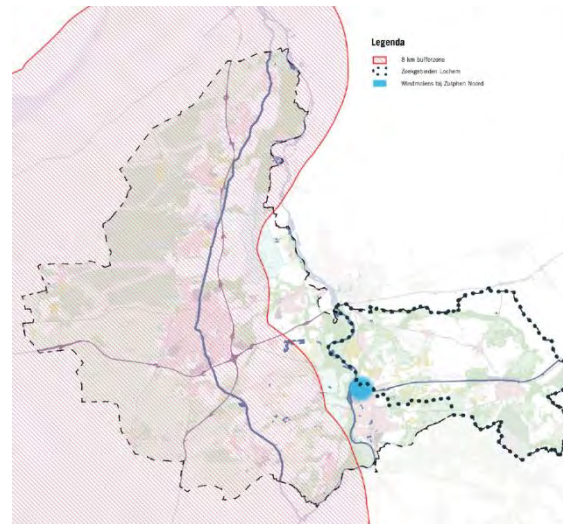 Legenda
8 km bufferzone
Zoekgebieden Lochem
Windmolens bij Zutphen Noord